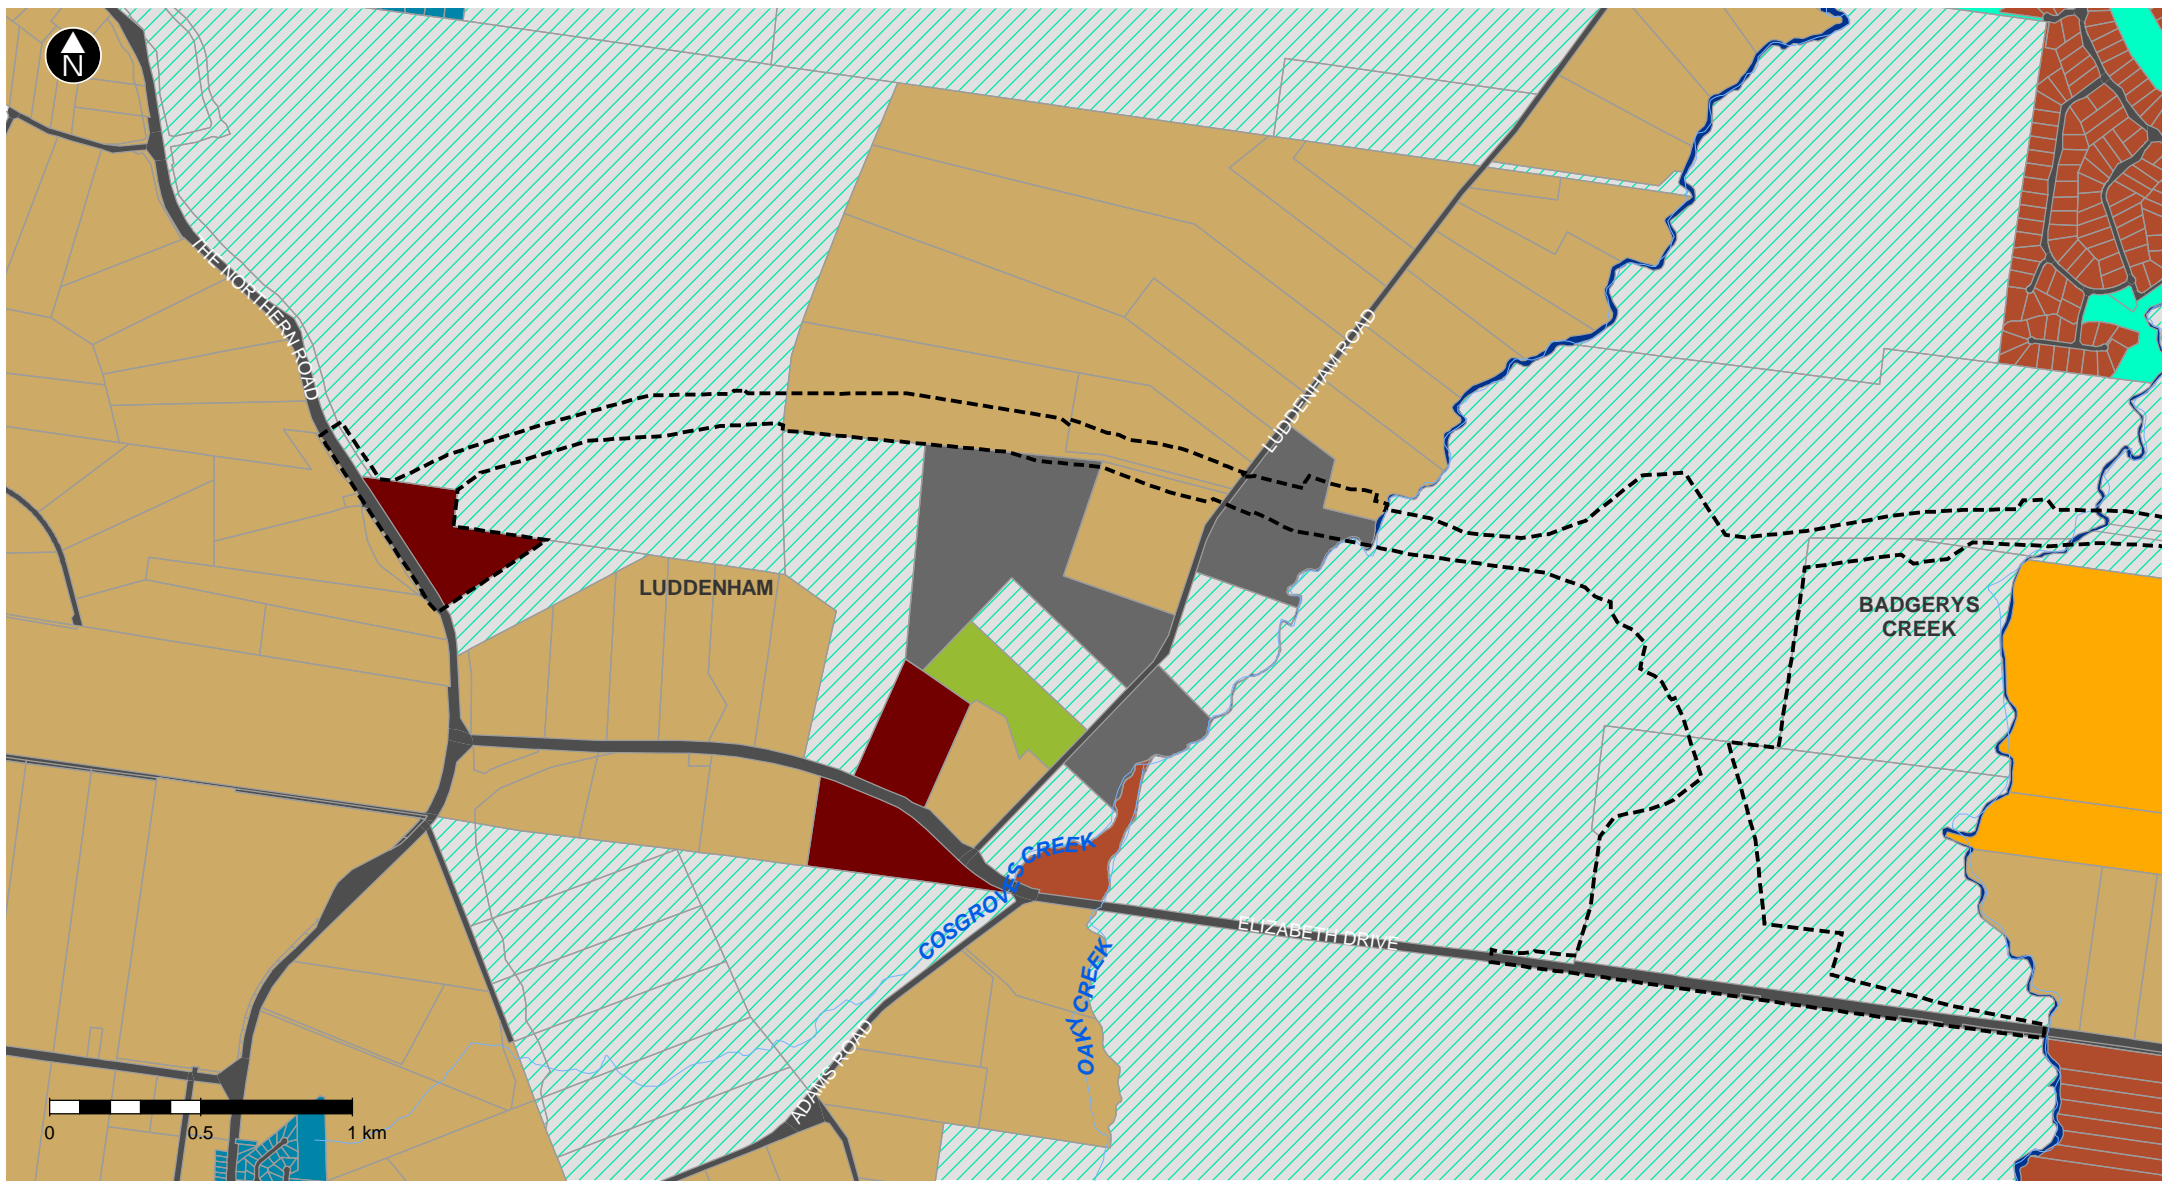 N
THE NORTHERN ROAD
LUDDENHAM ROAD
LUDDENHAM
BADGERYS
CREEK
COSGROVES CREEK
ELIZABETH DRIVE
OAKY CREEK
ADAMS ROAD
0 0.5 1 km